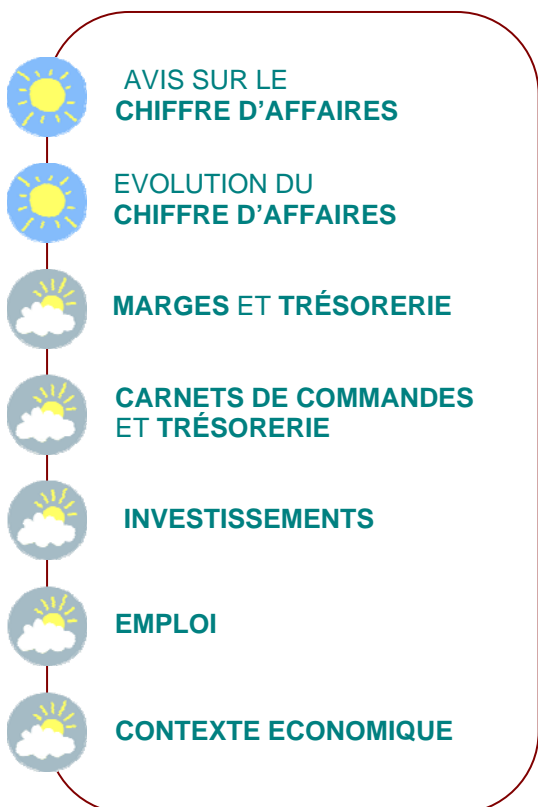 AVIS SUR LE
CHIFFRE D’AFFAIRES
EVOLUTION DU
CHIFFRE D’AFFAIRES
MARGES ET TRÉSORERIE
CARNETS DE COMMANDES
ET TRÉSORERIE
INVESTISSEMENTS
EMPLOI
CONTEXTE ECONOMIQUE